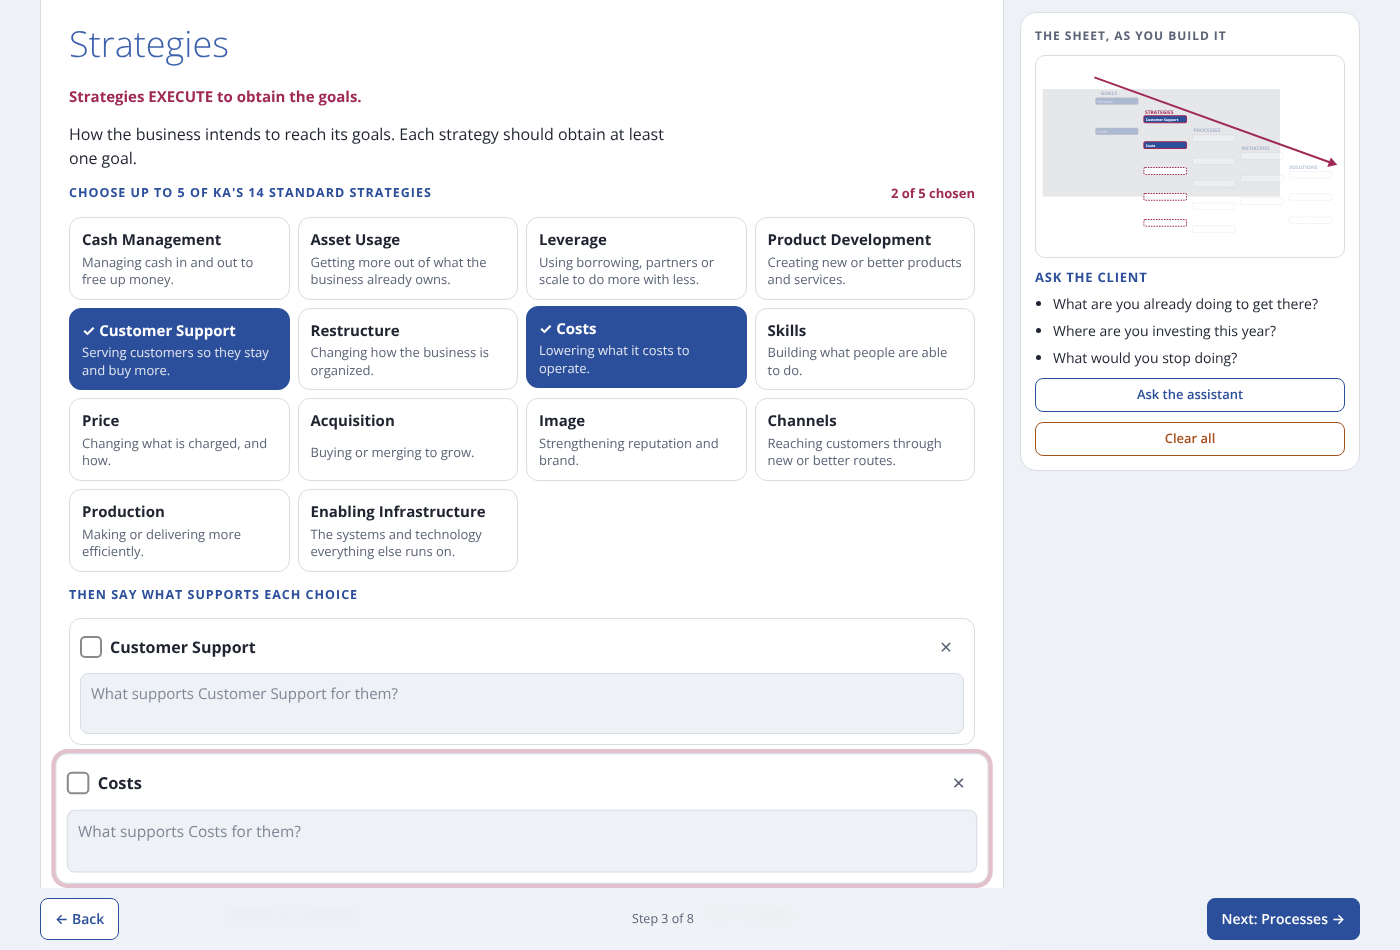 Strategies
Strategies EXECUTE to obtain the goals.
How the business intends to reach its goals. Each strategy should obtain at least
one goal.
CHOOSE UP TO 5 OF KA'S 14 STANDARD STRATEGIES
2 of 5 chosen
Cash Management
Managing cash in and out to
free up money.
Asset Usage
Getting more out of what the
business already owns.
Leverage
Using borrowing, partners or
scale to do more with less.
Product Development
Creating new or better products
and services.
✓ Customer Support
Serving customers so they stay
and buy more.
Restructure
Changing how the business is
organized.
✓ Costs
Lowering what it costs to
operate.
Skills
Building what people are able
to do.
Price
Changing what is charged, and
how.
Acquisition
Buying or merging to grow.
Image
Strengthening reputation and
brand.
Channels
Reaching customers through
new or better routes.
Production
Making or delivering more
efficiently.
Enabling Infrastructure
The systems and technology
everything else runs on.
THEN SAY WHAT SUPPORTS EACH CHOICE
Customer Support
×
What supports Customer Support for them?
Costs
×
What supports Costs for them?
← Back
Step 3 of 8
Next: Processes →
THE SHEET, AS YOU BUILD IT
GOALS
STRATEGIES
Customer Support
Costs
PROCESSES
INITIATIVES
SOLUTIONS
ASK THE CLIENT
• What are you already doing to get there?
• Where are you investing this year?
• What would you stop doing?
Ask the assistant
Clear all